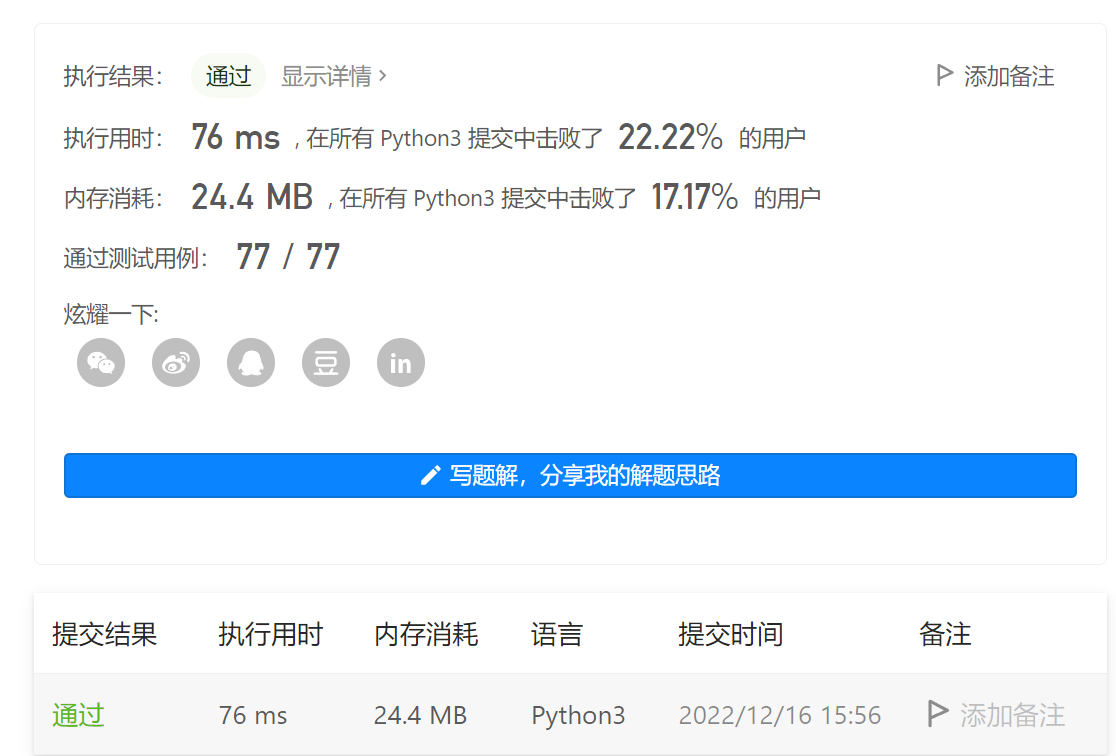 执行结果： 通过 显示详情 > 添加备注
执行用时： 76 ms , 在所有 Python3 提交中击败了 22.22% 的用户
内存消耗： 24.4 MB , 在所有 Python3 提交中击败了 17.17% 的用户
通过测试用例： 77 / 77
炫耀一下:
豆 in
写题解，分享我的解题思路
提交结果 执行用时 内存消耗 语言 提交时间 备注
通过 76 ms 24.4 MB Python3 2022/12/16 15:56 添加备注